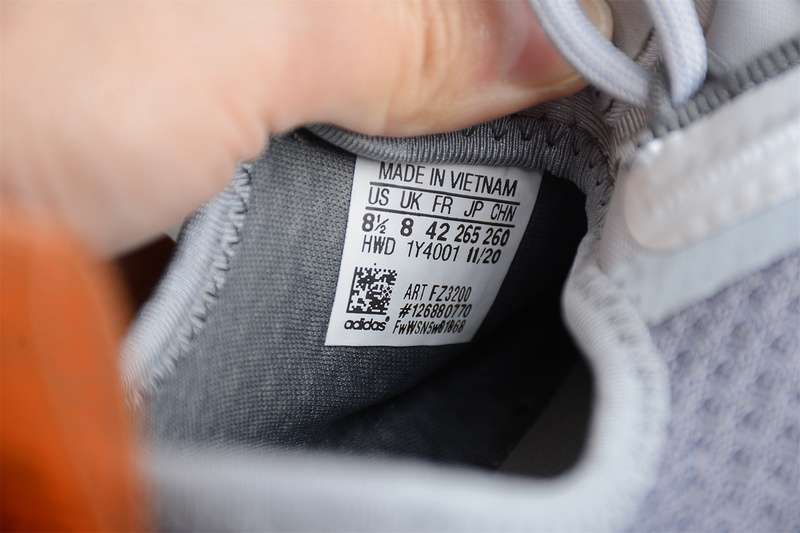 MADE IN VIETNAM
US UK FR JP CHN
8½ 8 42 265 260
HWD 1Y4001 11/20
ART FZ3200
#126880770
adidas® FwWSN5w81868